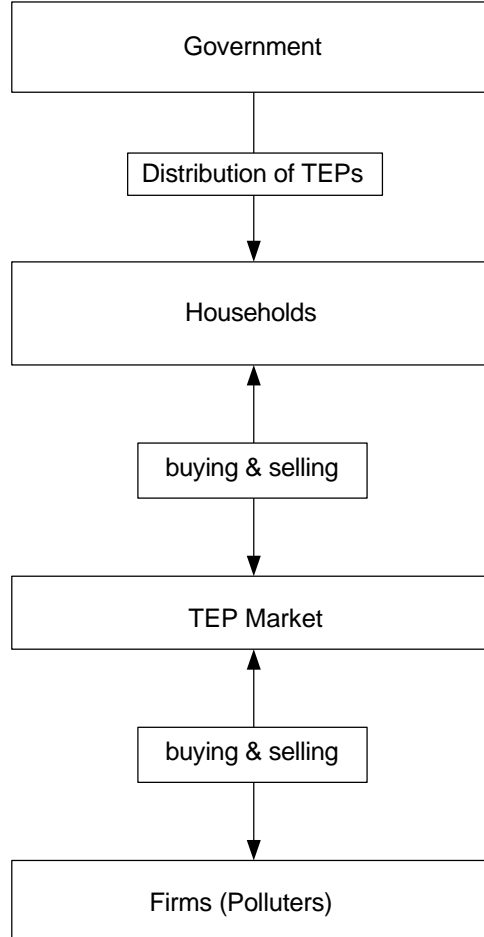 Government
Distribution of TEPs
Households
buying & selling
TEP Market
buying & selling
Firms (Polluters)